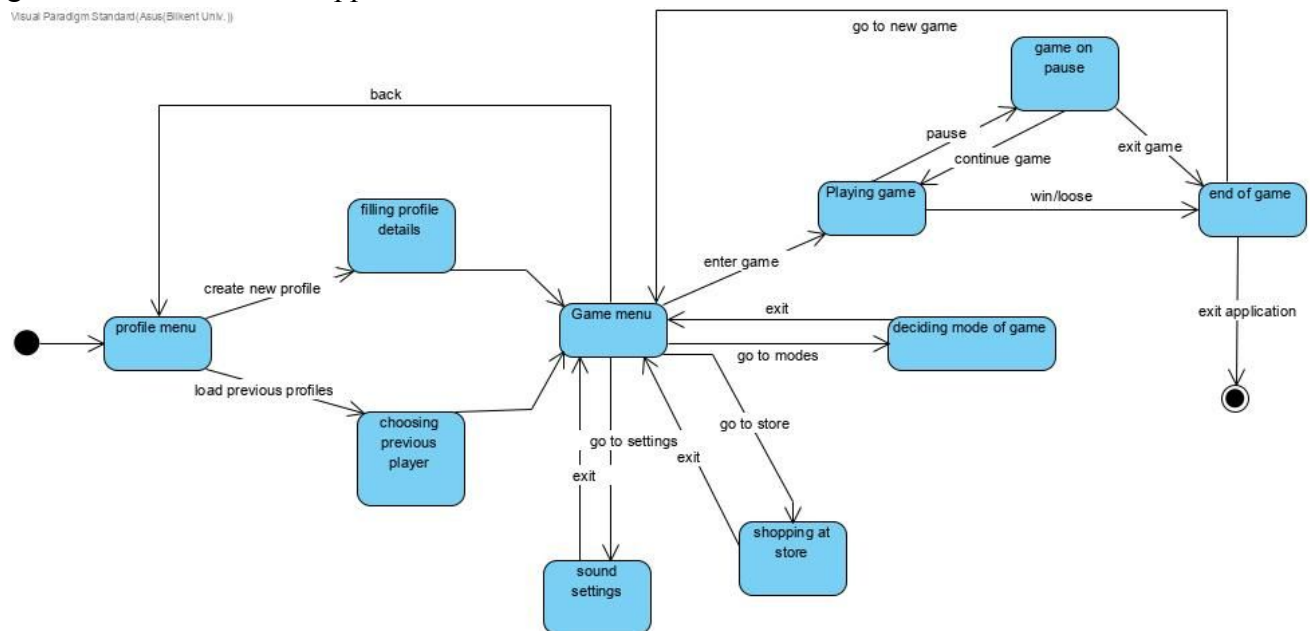 Visual Paradigm Standard(Asus(Bilkent Univ.))
go to new game
game on
pause
back
pause
continue game
exit game
filling profile
details
Playing game
win/loose
end of game
enter game
create new profile
profile menu
Game menu
exit
deciding mode of game
exit application
go to modes
load previous profiles
choosing
previous
player
go to store
go to settings
exit
exit
shopping at
store
sound
settings